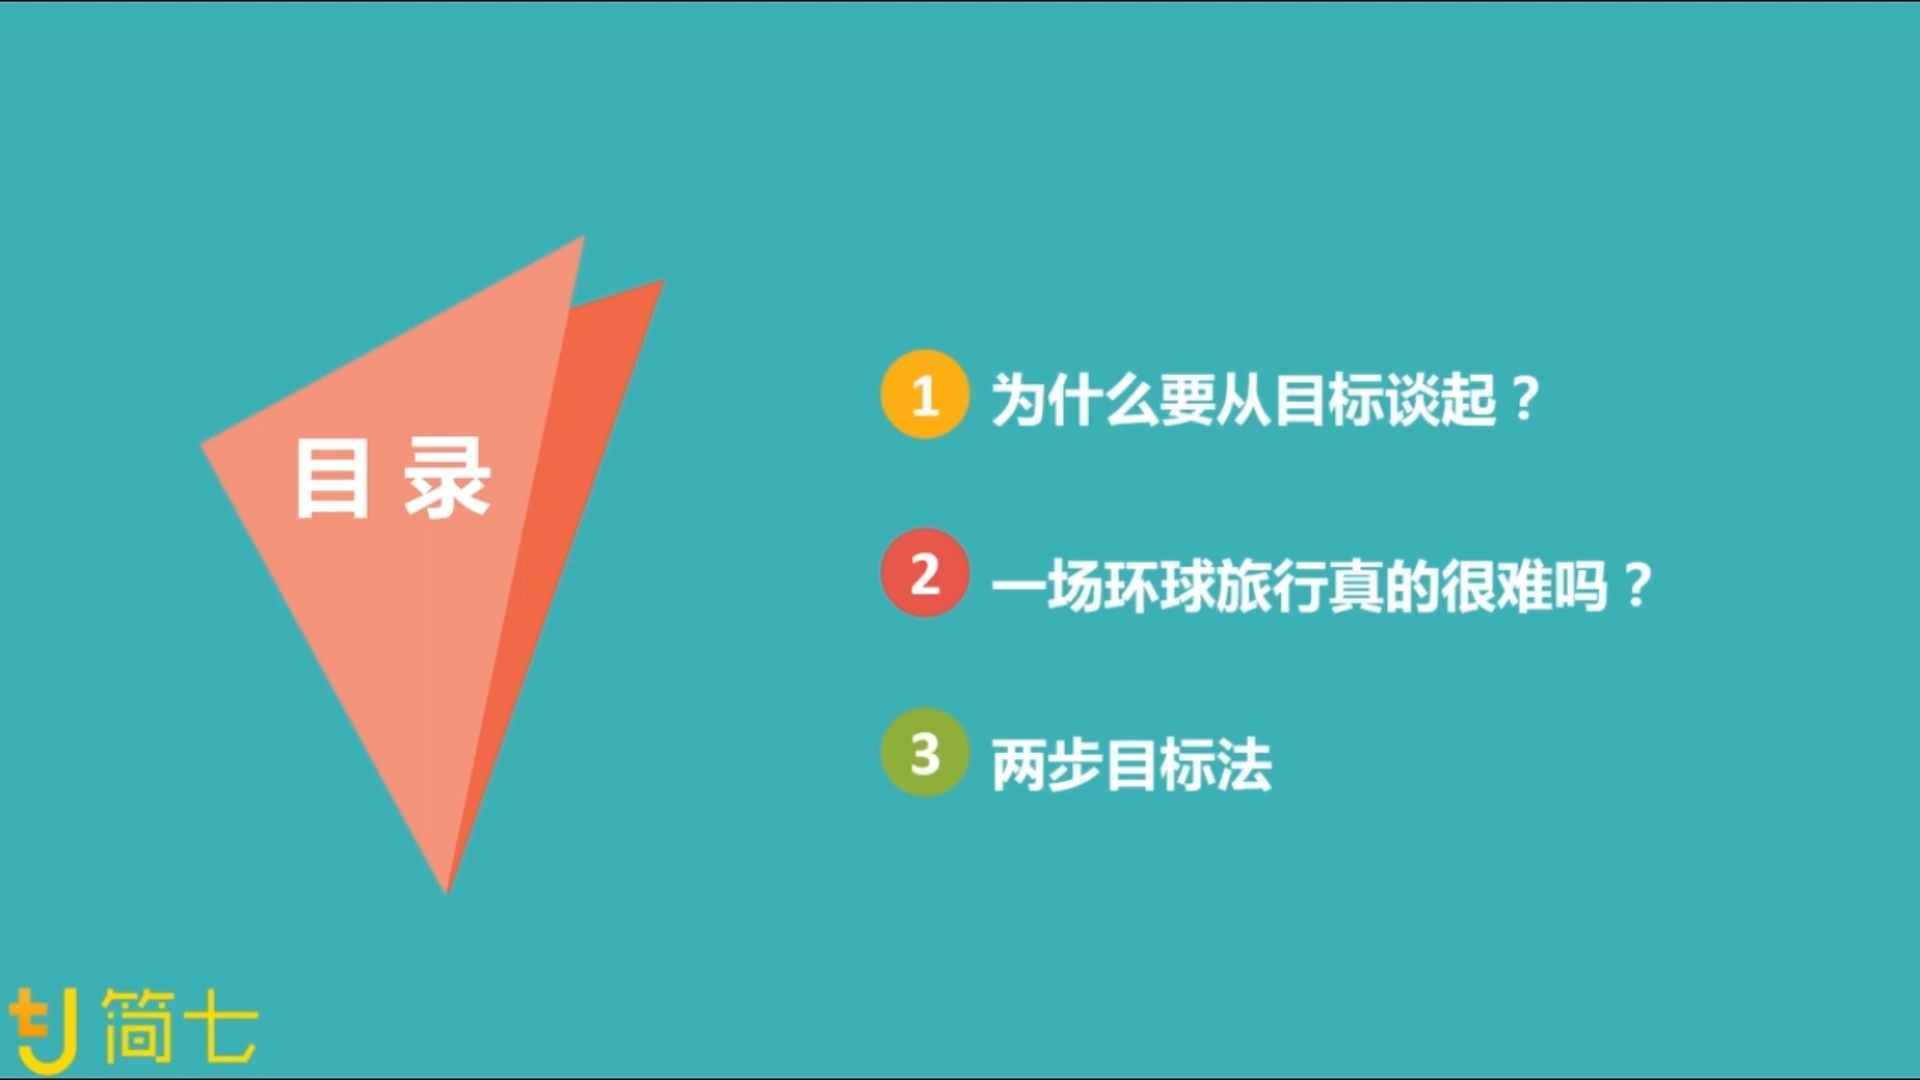 目录
1 为什么要从目标谈起？
2 一场环球旅行真的很难吗？
3 两步目标法
简七